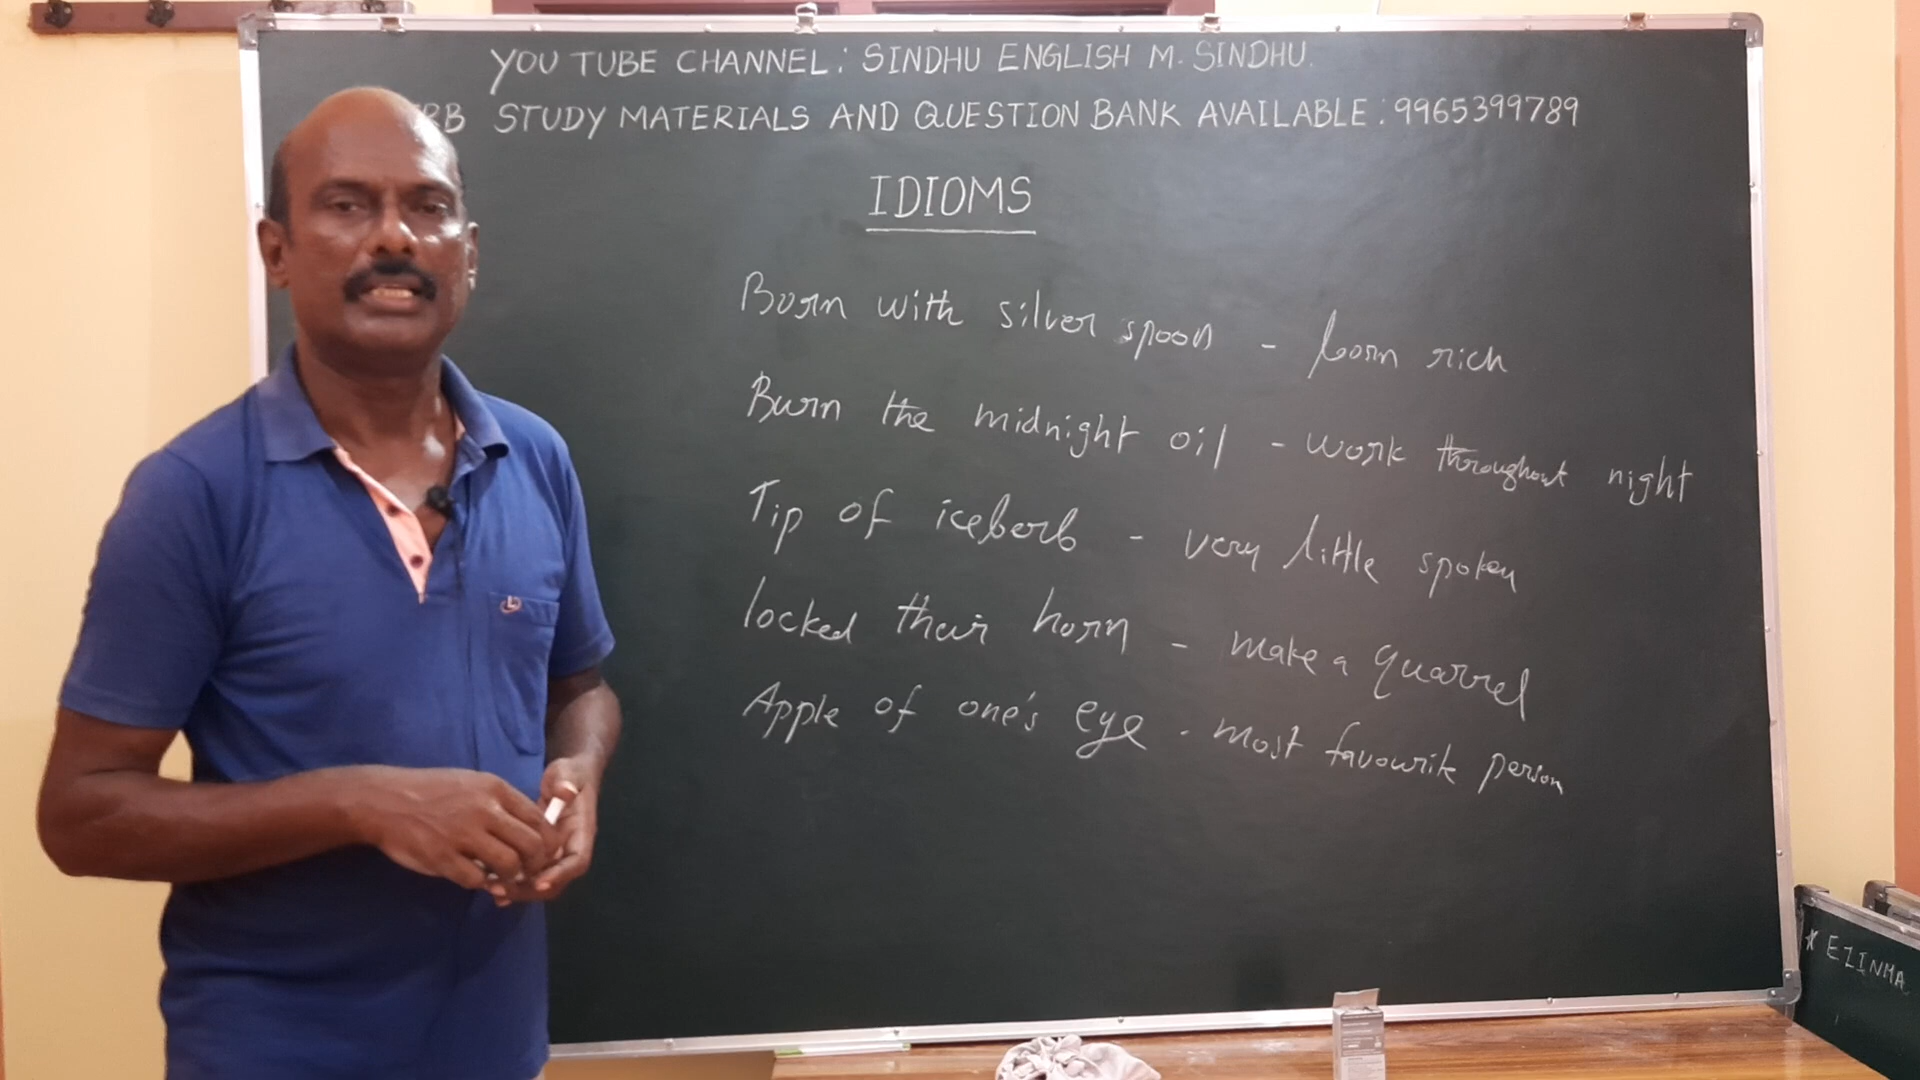 YOU TUBE CHANNEL: SINDHU ENGLISH M. SINDHU.
RB STUDY MATERIALS AND QUESTION BANK AVAILABLE: 9965399789
IDIOMS
Born with silver spoon - born rich
Burn the midnight oil - work throughout night
Tip of iceberb - very little spoken
locked their horn - make a quarrel
Apple of one's eye - most favourite person
* EZINMA